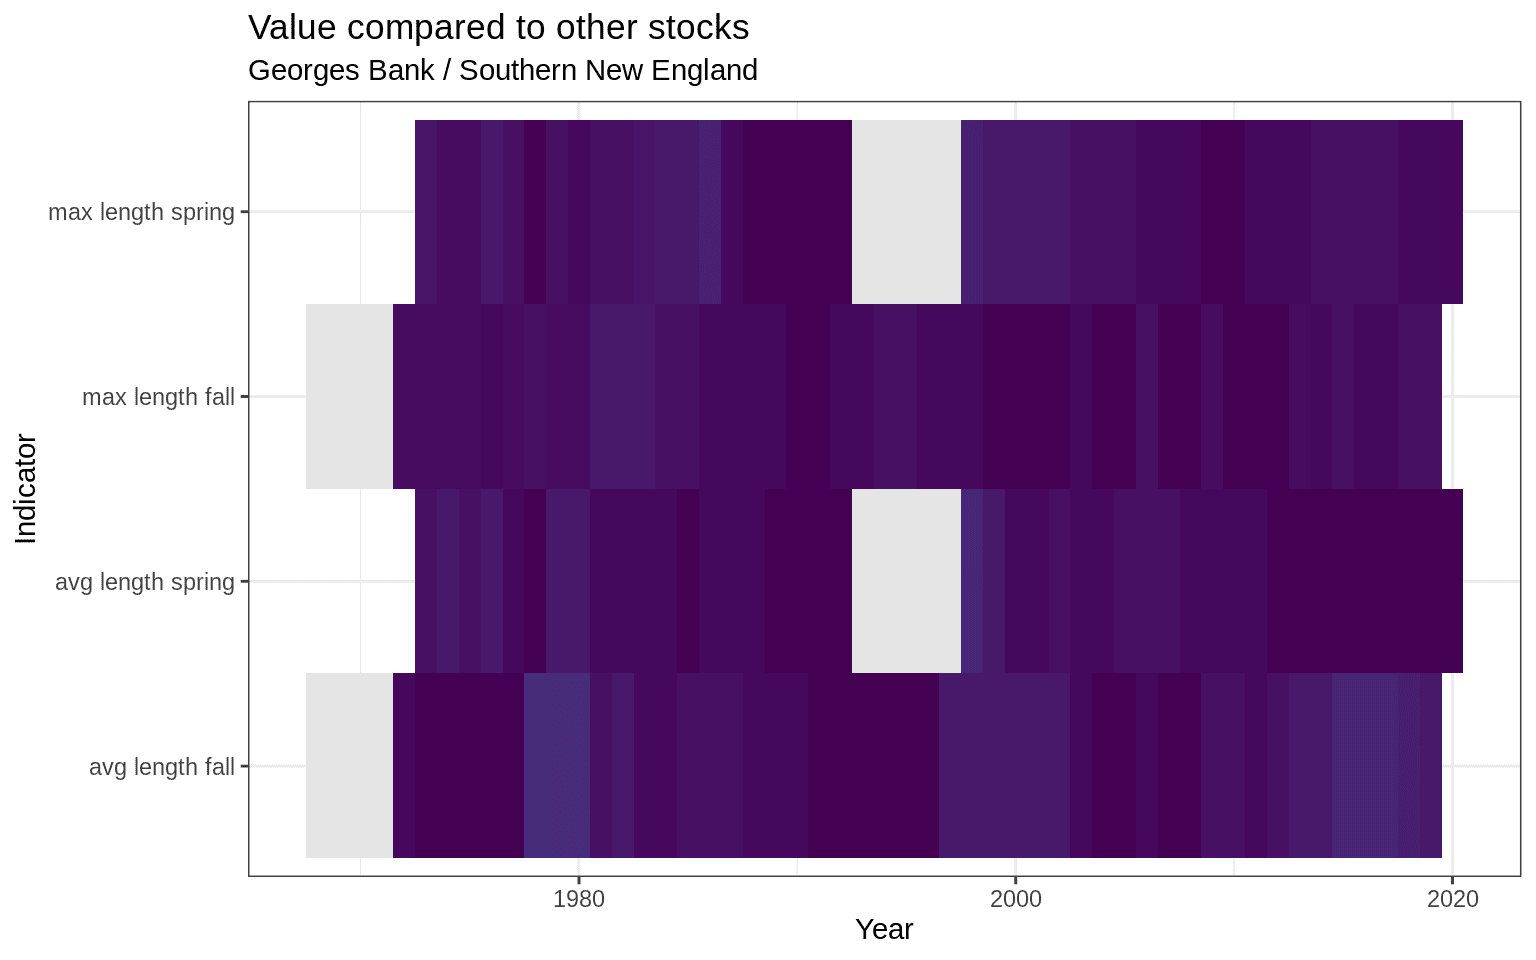 Value compared to other stocks
Georges Bank / Southern New England
Indicator
max length spring
max length fall
avg length spring
avg length fall
1980 2000 2020
Year